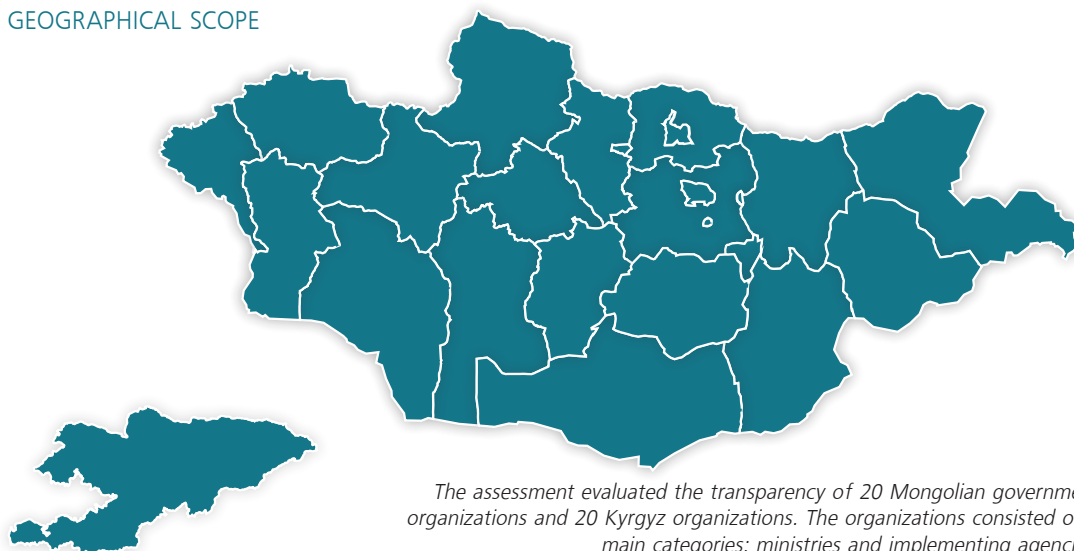 GEOGRAPHICAL SCOPE
The assessment evaluated the transparency of 20 Mongolian governme
organizations and 20 Kyrgyz organizations. The organizations consisted o
main categories: ministries and implementing agenc